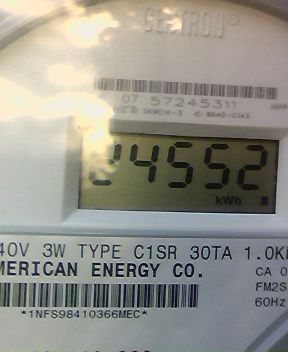 CENTRON®
07 57245311
24552
kWh
40V 3W TYPE C1SR 30TA 1.0K
MERICAN ENERGY CO.
CA 0
FM2S
60Hz
*1NFS98410366MEC*